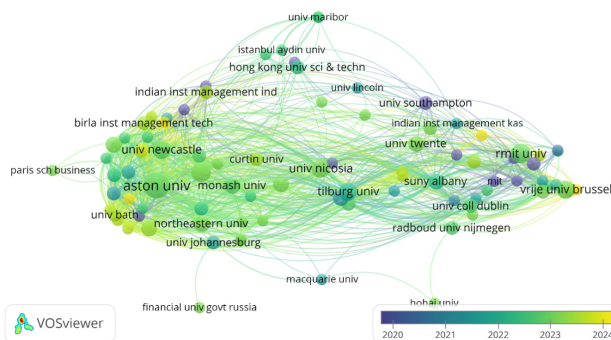 univ maribor
istanbul aydin univ
hong kong univ sci & techn
indian inst management ind
univ lincoln
univ southampton
birla inst management tech
indian inst management kas
univ newcastle
univ twente
rmit univ
curtin univ
paris sch business
univ nicosia
suny albany
mit
aston univ
monash univ
tilburg univ
vrije univ brussel
univ bath
univ coll dublin
northeastern univ
radboud univ nijmegen
univ johannesburg
macquarie univ
financial univ govt russia
hohai univ
VOSviewer
2020 2021 2022 2023 2024